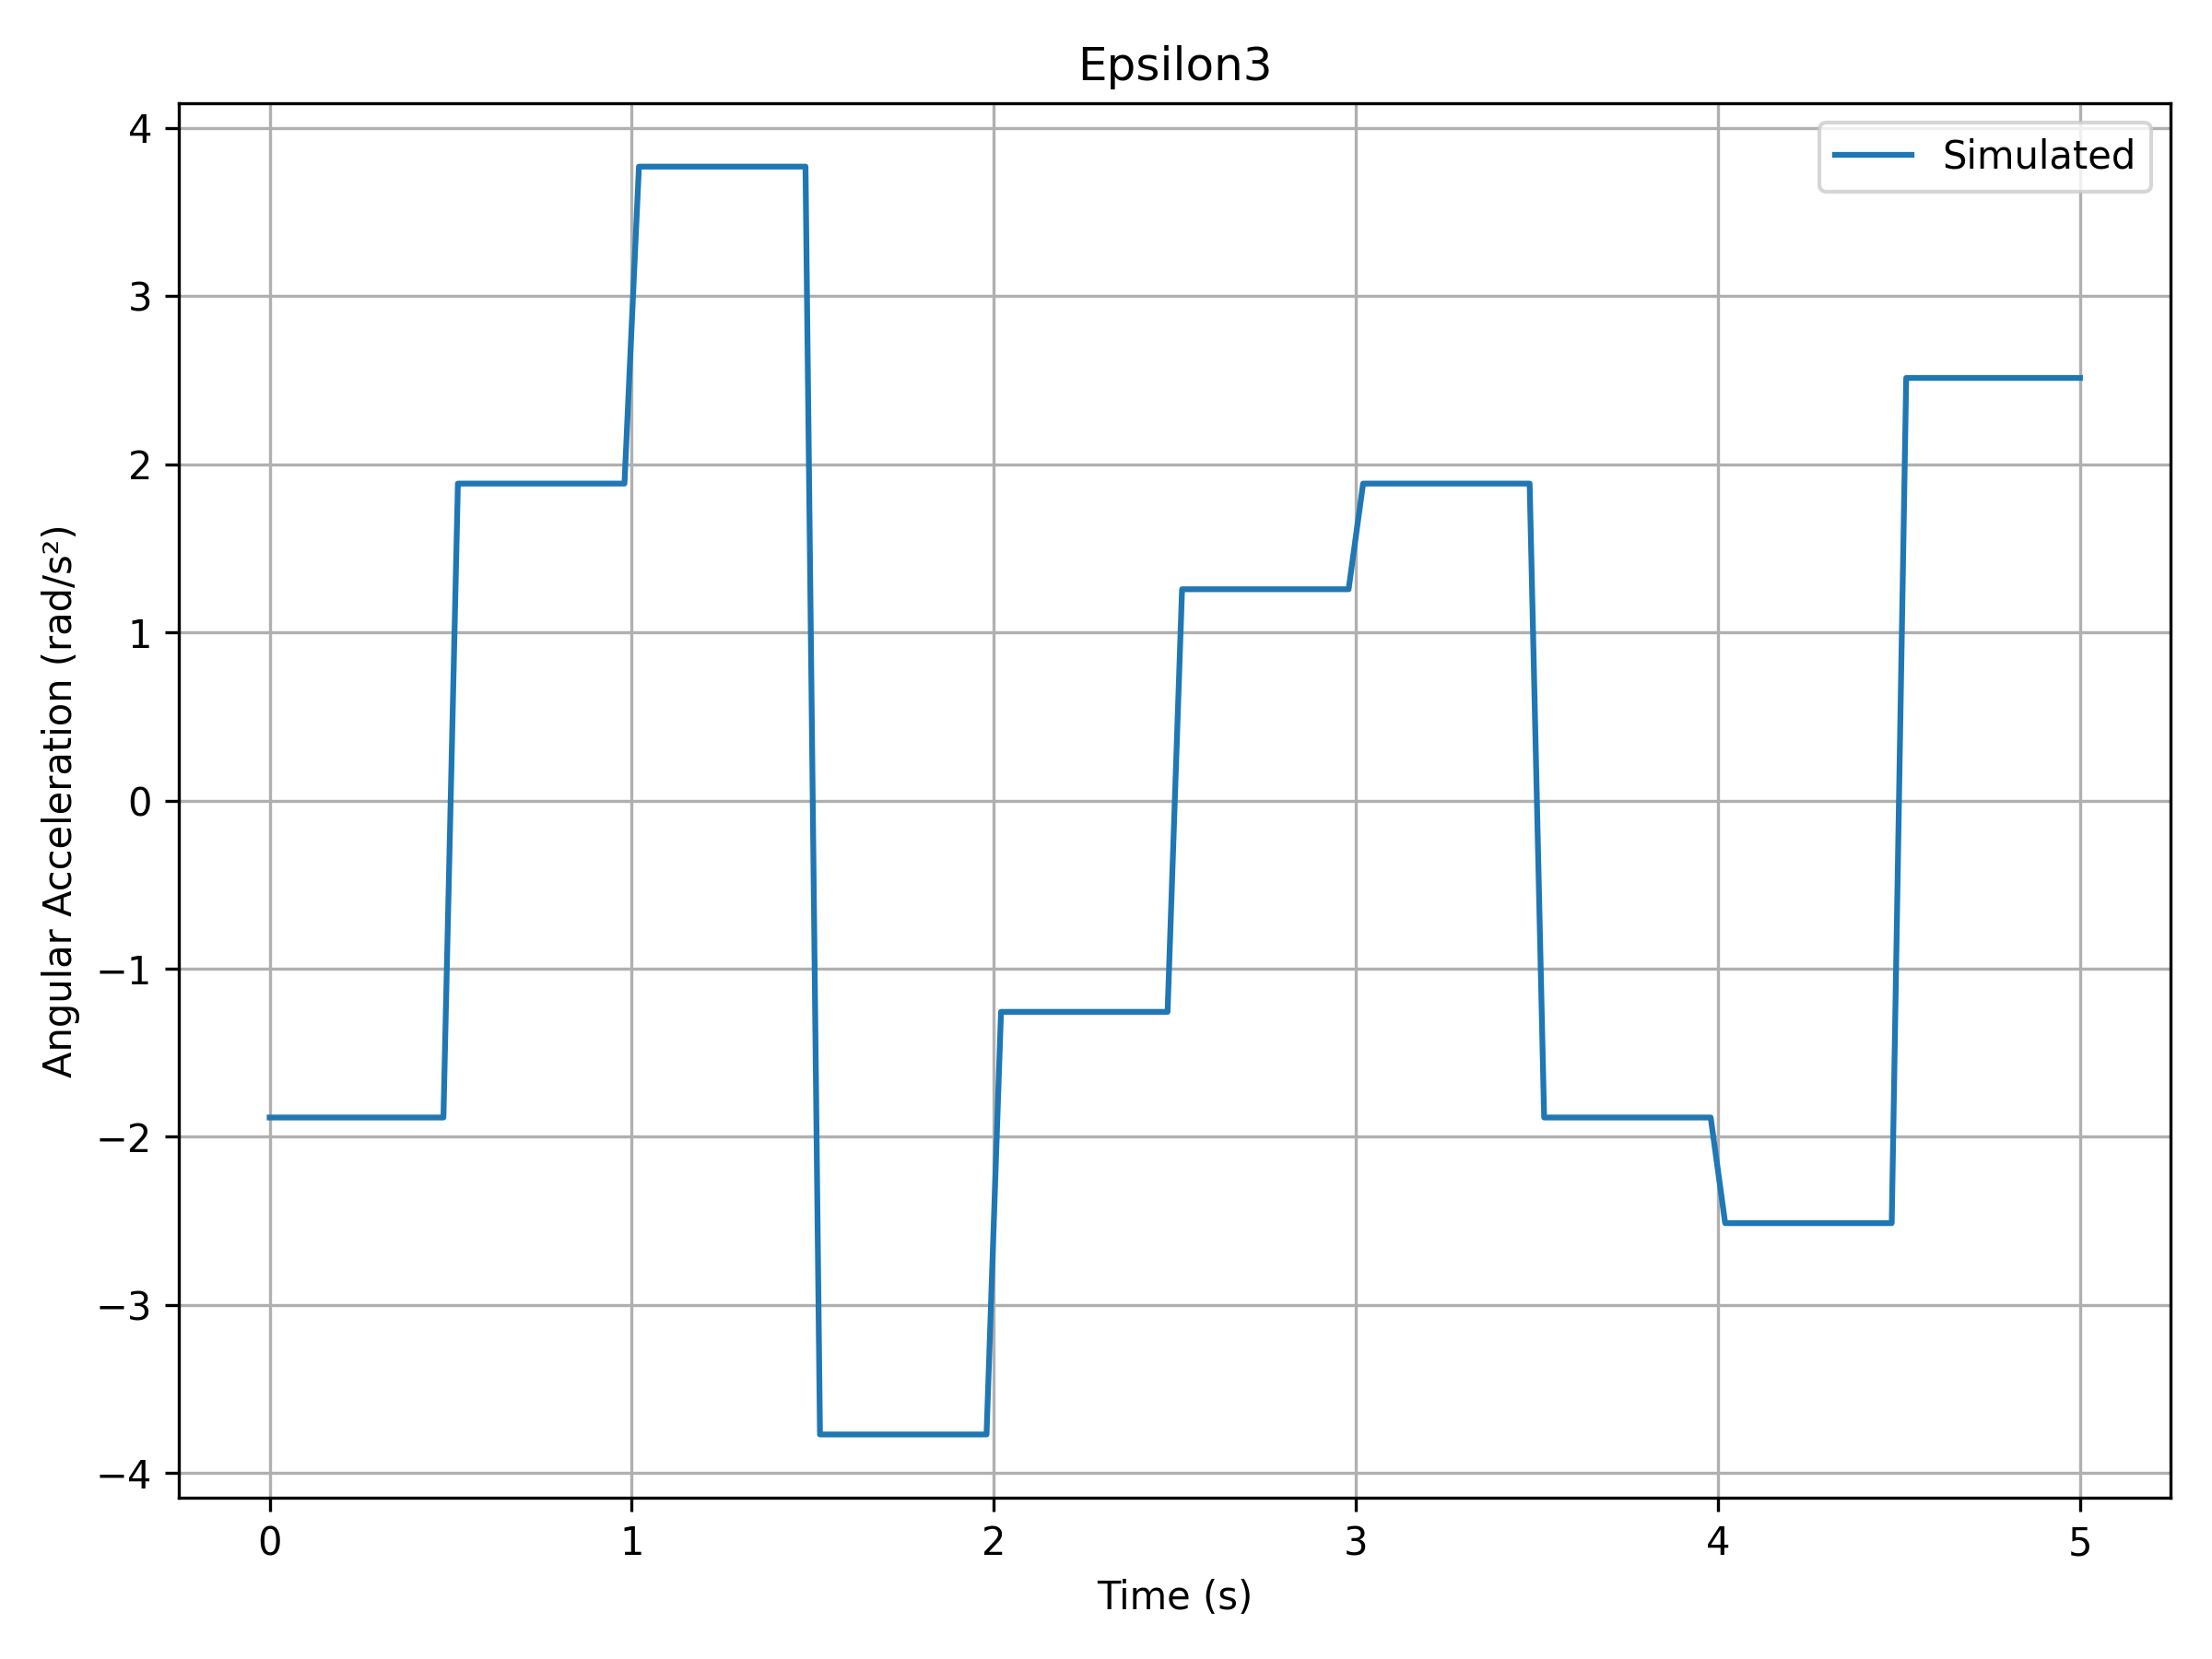 Epsilon3
Simulated
Angular Acceleration (rad/s²)
4
3
2
1
0
−1
−2
−3
−4
0 1 2 3 4 5
Time (s)